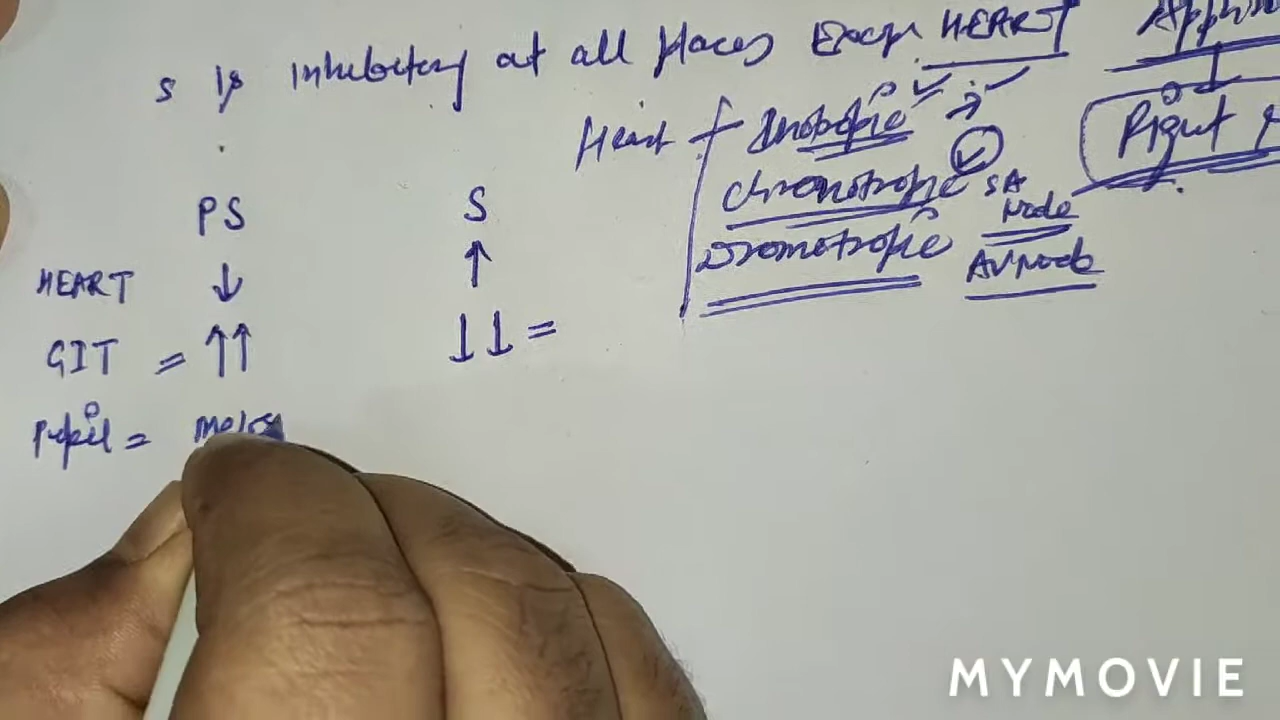 S is inhibitory at all places Except HEART
Heart
Inotropic
Chronotropic SA Node
Dromotropic AV Node
Right
PS S
HEART ↓ ↑
GIT = ↑↑ ↓↓ =
Pupil =
MYMOVIE